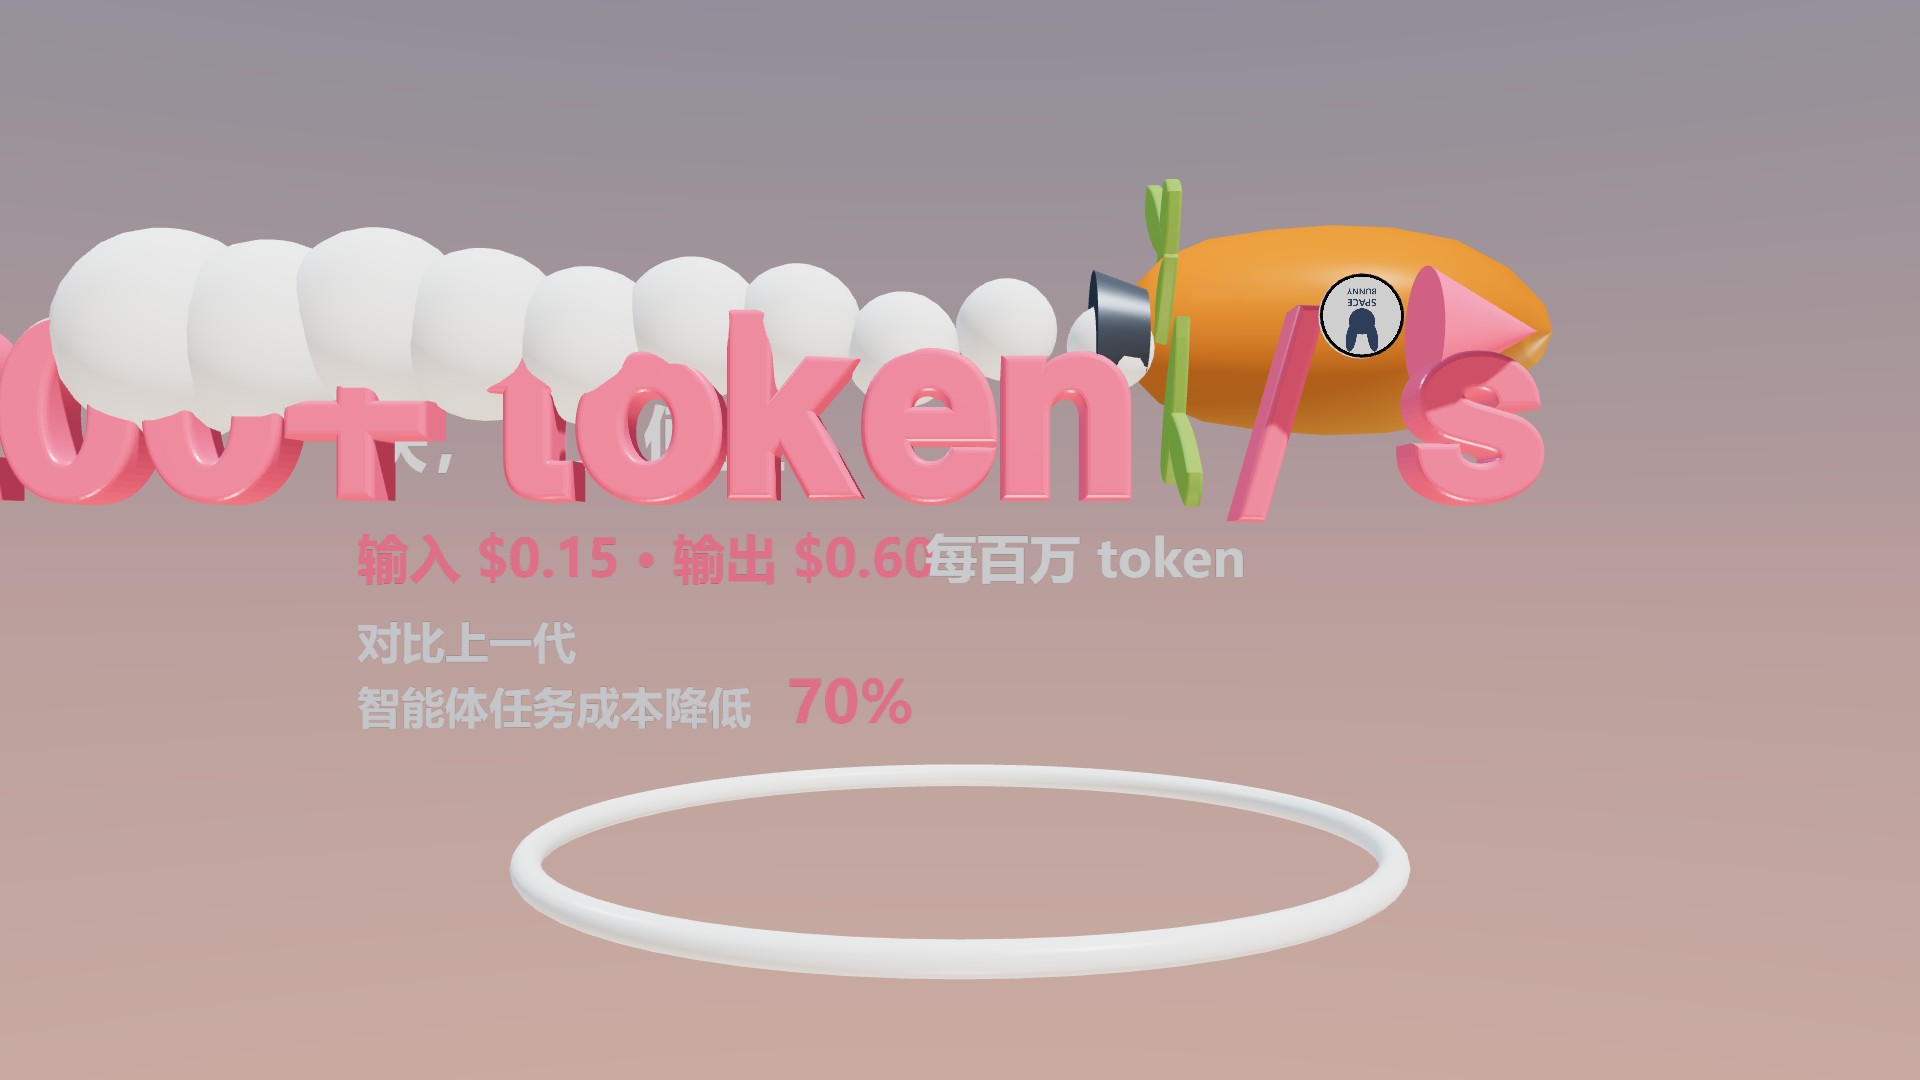 SPACE
BUNNY
00+ token/s
输入 $0.15 · 输出 $0.60 每百万 token
对比上一代
智能体任务成本降低 70%